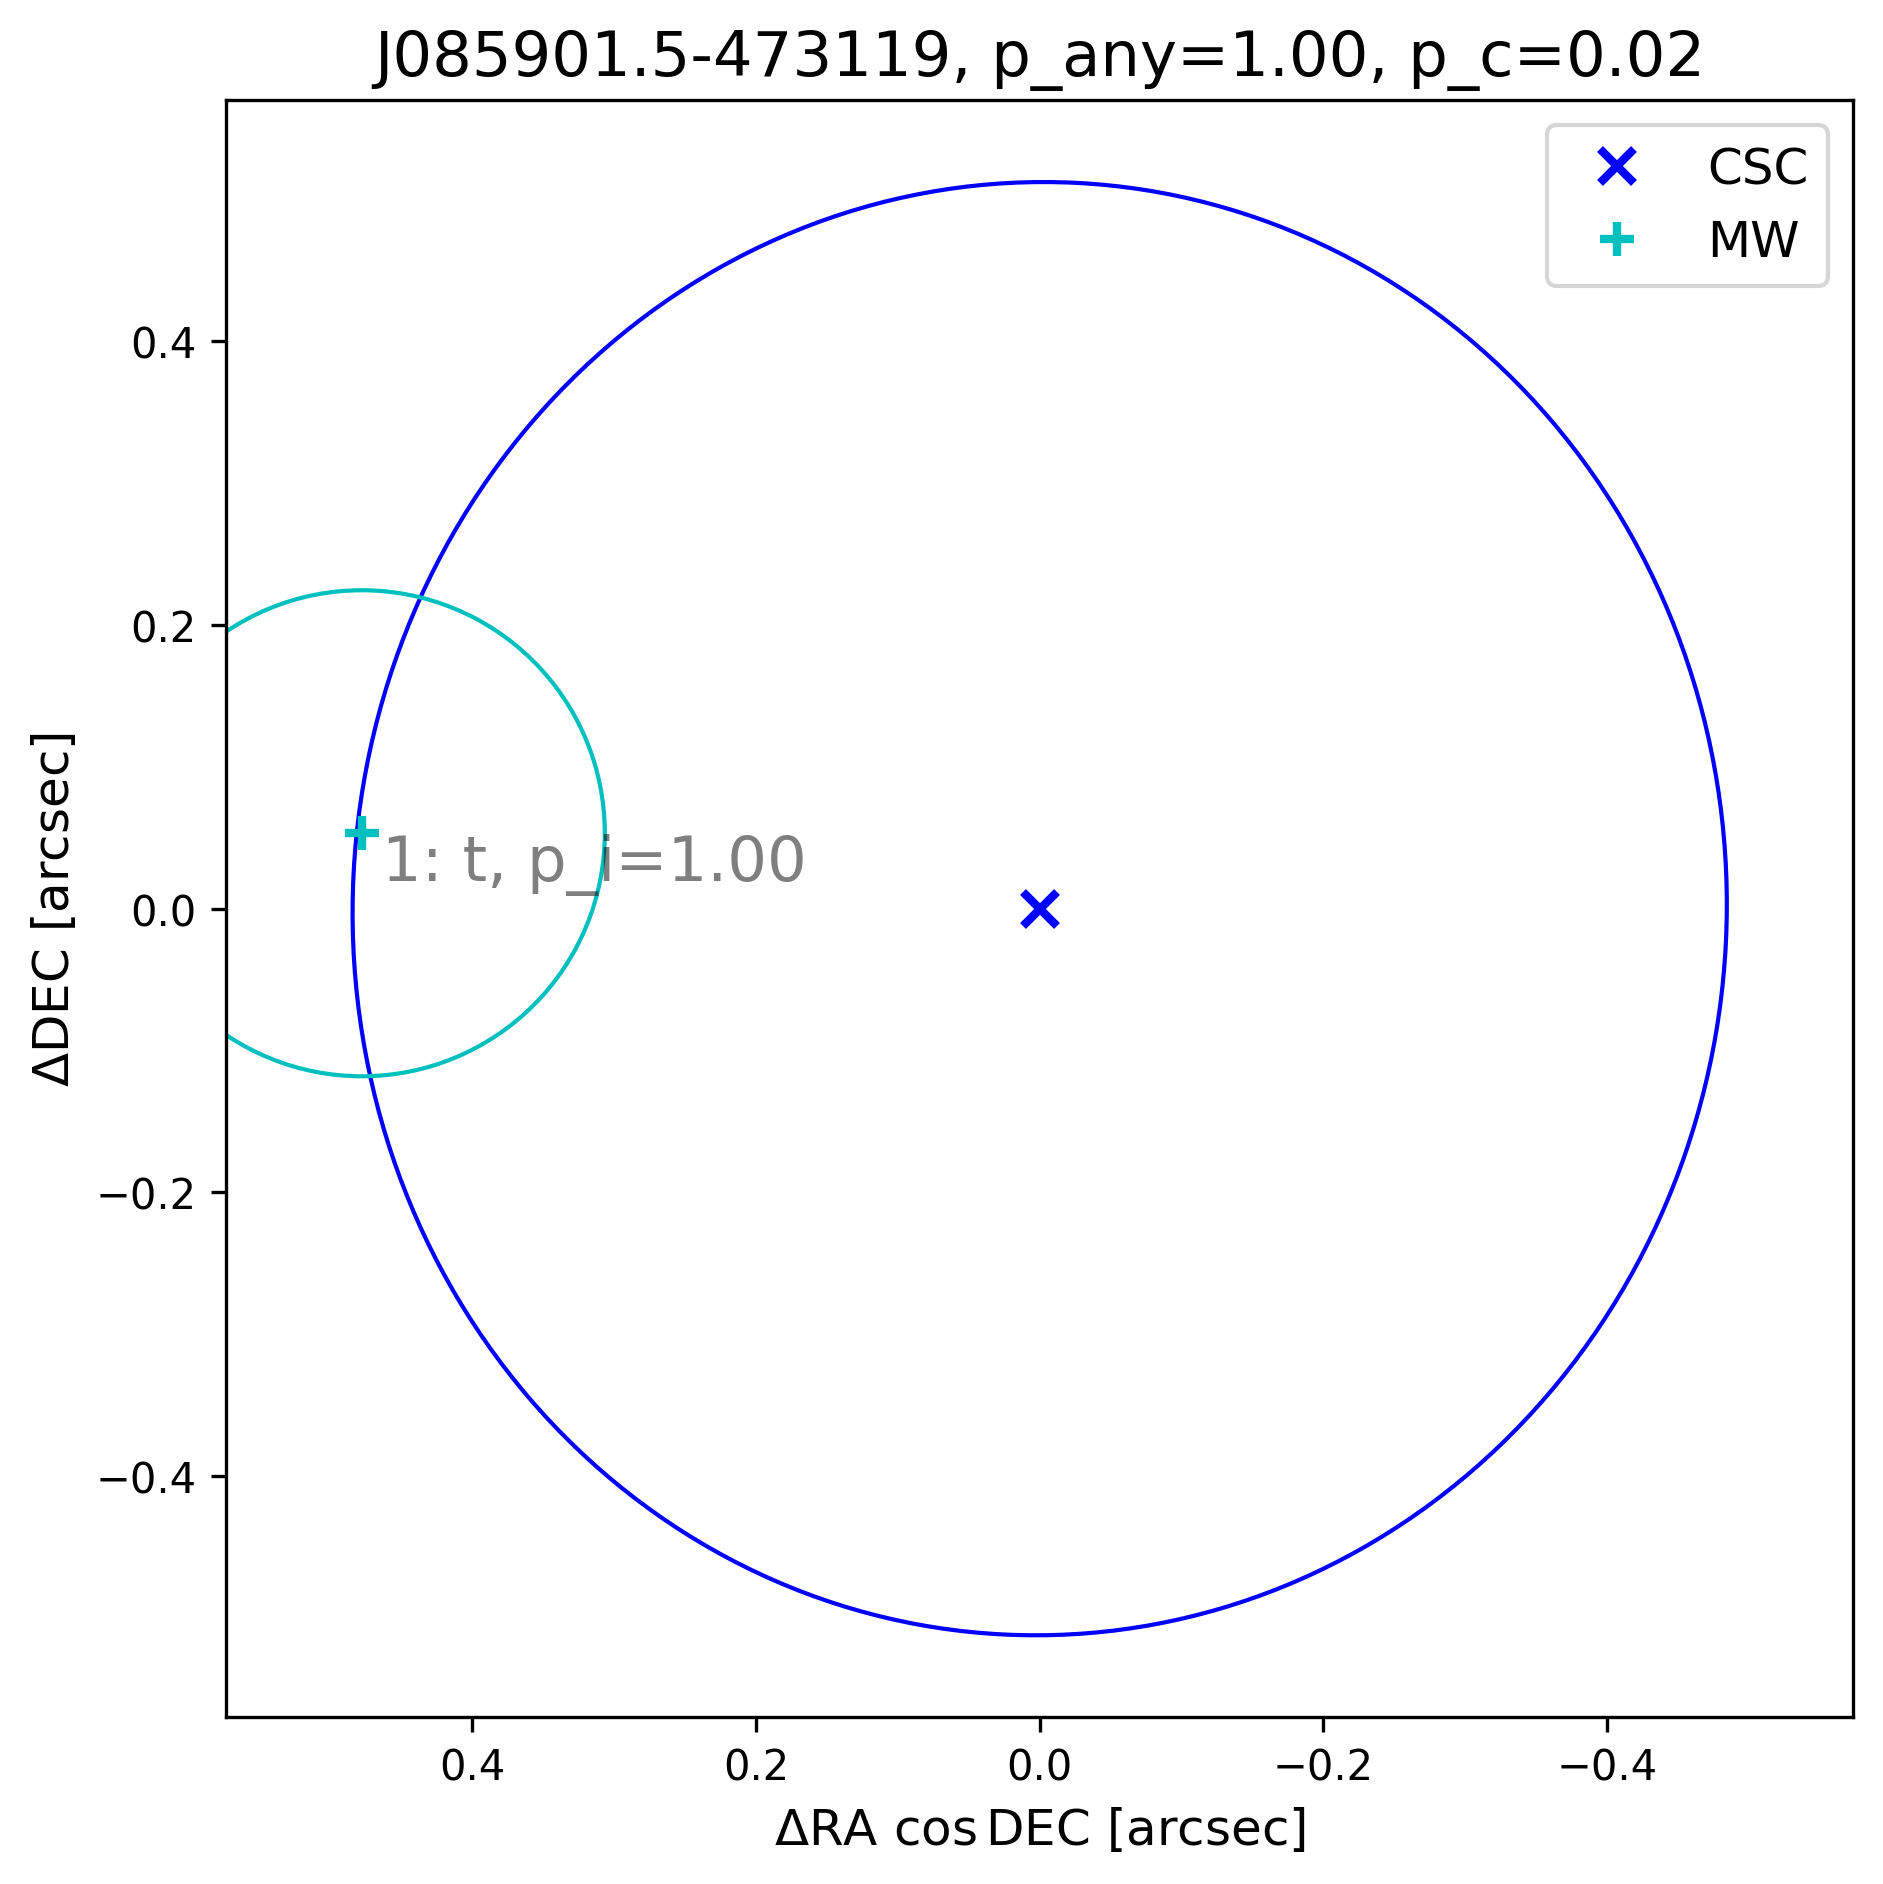 J085901.5-473119, p_any=1.00, p_c=0.02
CSC
MW
0.4
0.2
0.0
−0.2
−0.4
ΔDEC [arcsec]
1: t, p_i=1.00
0.4 0.2 0.0 −0.2 −0.4
ΔRA cos DEC [arcsec]